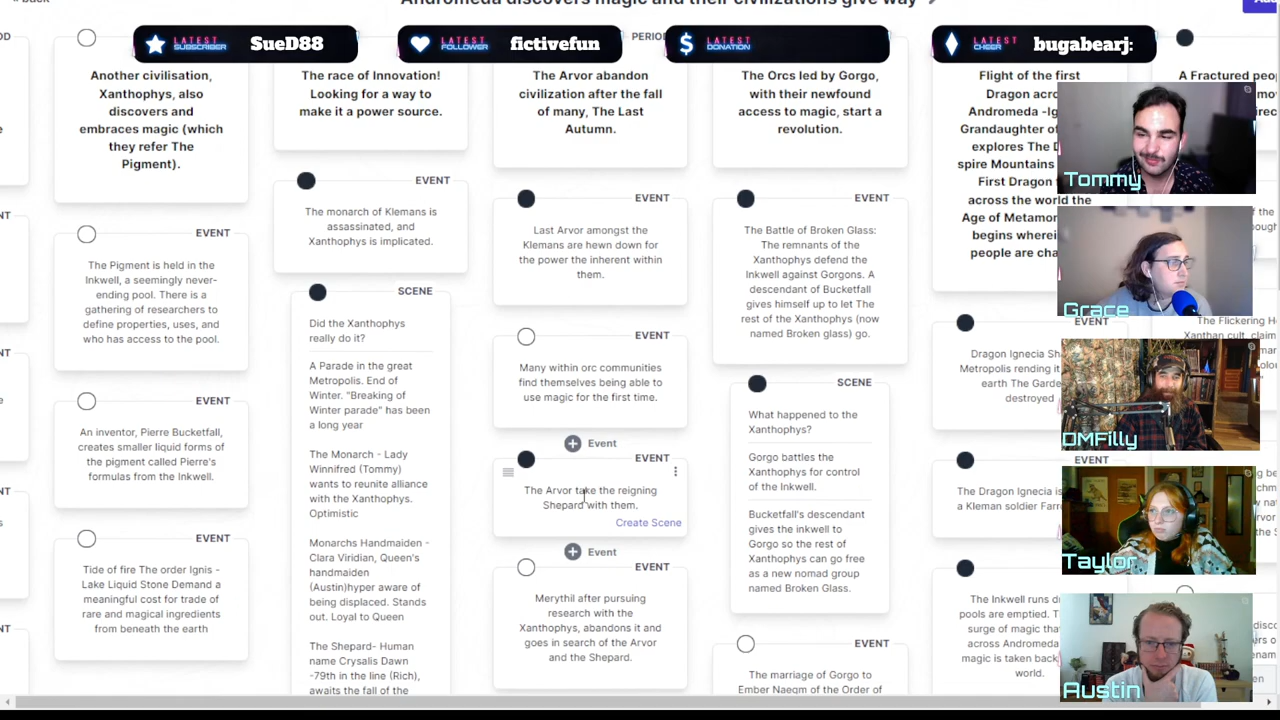 Back
Andromeda discovers magic and their civilizations give way
LATEST SUBSCRIBER
SueD88
LATEST FOLLOWER
fictivefun
LATEST DONATION
LATEST CHEER
bugabearj:
OD
NT
NT
NT
NT
Another civilisation,
Xanthophys, also
discovers and
embraces magic (which
they refer The
Pigment).
EVENT
The Pigment is held in the
Inkwell, a seemingly never-
ending pool. There is a
gathering of researchers to
define properties, uses, and
who has access to the pool.
EVENT
An inventor, Pierre Bucketfall,
creates smaller liquid forms of
the pigment called Pierre's
formulas from the Inkwell.
EVENT
Tide of fire The order Ignis -
Lake Liquid Stone Demand a
meaningful cost for trade of
rare and magical ingredients
from beneath the earth
The race of Innovation!
Looking for a way to
make it a power source.
EVENT
The monarch of Klemans is
assassinated, and
Xanthophys is implicated.
SCENE
Did the Xanthophys
really do it?
A Parade in the great
Metropolis. End of
Winter. "Breaking of
Winter parade" has been
a long year
The Monarch - Lady
Winnifred (Tommy)
wants to reunite alliance
with the Xanthophys.
Optimistic
Monarchs Handmaiden -
Clara Viridian, Queen's
handmaiden
(Austin)hyper aware of
being displaced. Stands
out. Loyal to Queen
The Shepard- Human
name Crysalis Dawn
-79th in the line (Rich),
awaits the fall of the
PERIOD
The Arvor abandon
civilization after the fall
of many, The Last
Autumn.
EVENT
Last Arvor amongst the
Klemans are hewn down for
the power the inherent within
them.
EVENT
Many within orc communities
find themselves being able to
use magic for the first time.
Event
EVENT
The Arvor take the reigning
Shepard with them.
Create Scene
Event
EVENT
Merythil after pursuing
research with the
Xanthophys, abandons it and
goes in search of the Arvor
and the Shepard.
The Orcs led by Gorgo,
with their newfound
access to magic, start a
revolution.
EVENT
The Battle of Broken Glass:
The remnants of the
Xanthophys defend the
Inkwell against Gorgons. A
descendant of Bucketfall
gives himself up to let The
rest of the Xanthophys (now
named Broken glass) go.
SCENE
What happened to the
Xanthophys?
Gorgo battles the
Xanthophys for control
of the Inkwell.
Bucketfall's descendant
gives the inkwell to
Gorgo so the rest of
Xanthophys can go free
as a new nomad group
named Broken Glass.
EVENT
The marriage of Gorgo to
Ember Naegm of the Order of
Flight of the first
Dragon acr
Andromeda -Ig
Grandaughter of
explores The D
spire Mountains
First Dragon
across the world the
Age of Metamor
begins wherei
people are cha
EVENT
Dragon Ignecia Sh
Metropolis rending it
earth The Garde
destroyed
EVENT
The Dragon Ignecia is
a Kleman soldier Farr
The Inkwell runs d
pools are emptied. T
surge of magic tha
across Andromeda
magic is taken back
world.
A Fractured peo
The Flickering H
Xanthan cult, claim
Tommy
Grace
DMFilly
Taylor
Austin